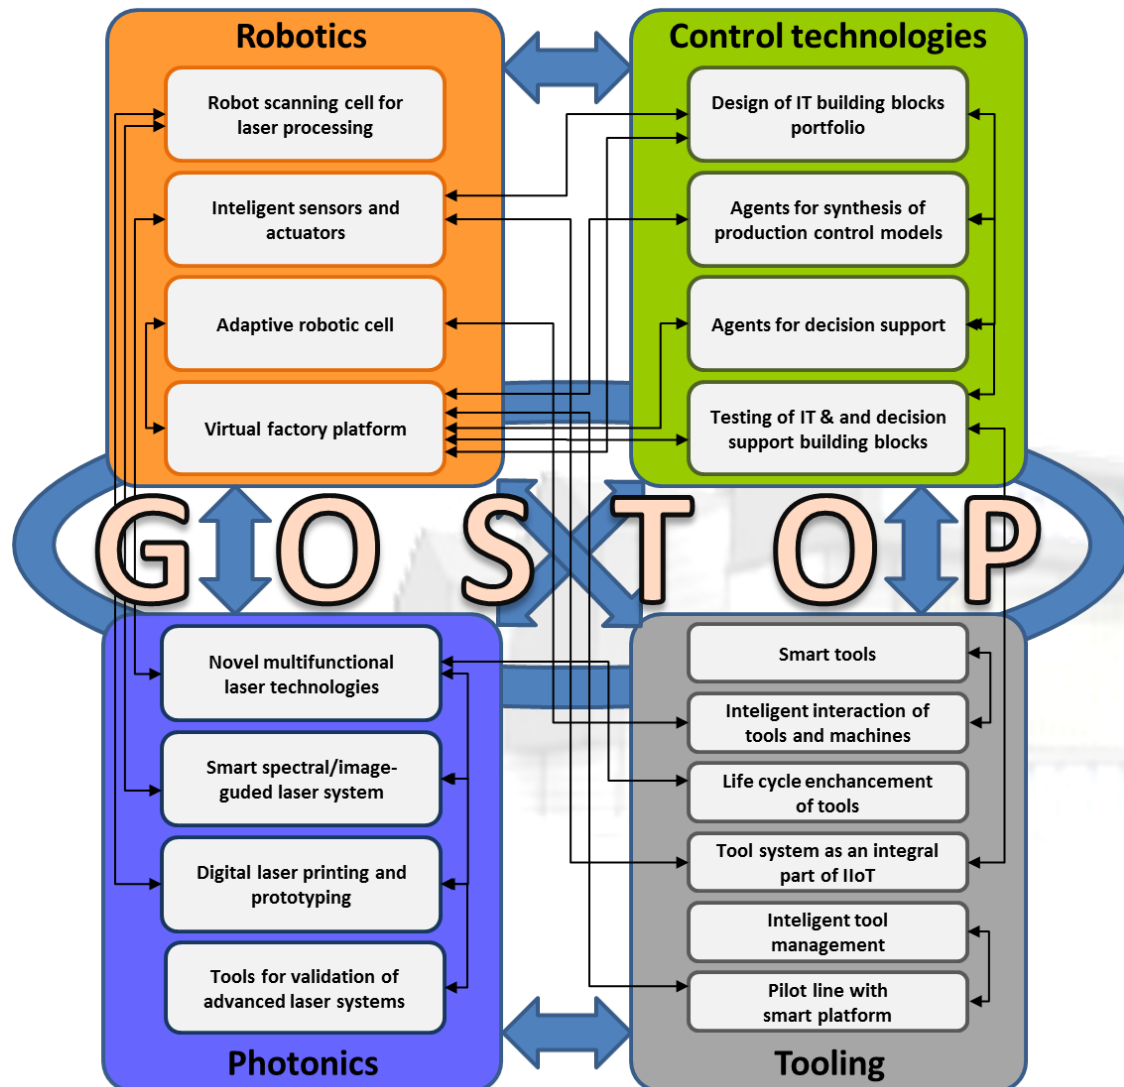 Robotics
Robot scanning cell for
laser processing
Inteligent sensors and
actuators
Adaptive robotic cell
Virtual factory platform
Control technologies
Design of IT building blocks
portfolio
Agents for synthesis of
production control models
Agents for decision support
Testing of IT & and decision
support building blocks
G O S T O P
Novel multifunctional
laser technologies
Smart spectral/image-
guded laser system
Digital laser printing and
prototyping
Tools for validation of
advanced laser systems
Photonics
Smart tools
Inteligent interaction of
tools and machines
Life cycle enchancement
of tools
Tool system as an integral
part of IIoT
Inteligent tool
management
Pilot line with
smart platform
Tooling